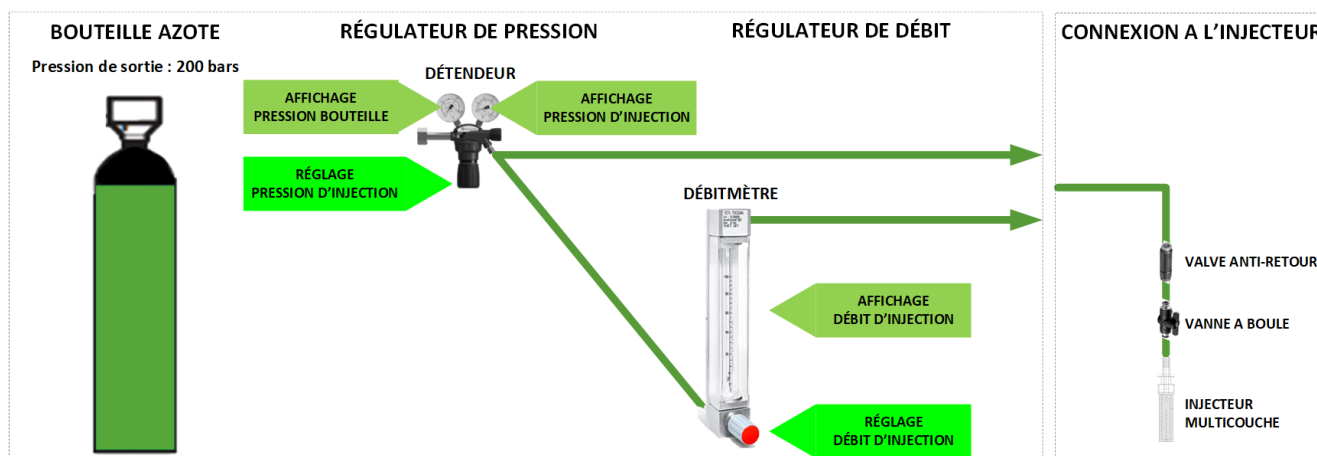 BOUTEILLE AZOTE
Pression de sortie : 200 bars
RÉGULATEUR DE PRESSION
DÉTENDEUR
AFFICHAGE
PRESSION BOUTEILLE
AFFICHAGE
PRESSION D’INJECTION
RÉGLAGE
PRESSION D’INJECTION
RÉGULATEUR DE DÉBIT
DÉBITMÈTRE
AFFICHAGE
DÉBIT D’INJECTION
RÉGLAGE
DÉBIT D’INJECTION
CONNEXION A L’INJECTEUR
VALVE ANTI-RETOUR
VANNE A BOULE
INJECTEUR
MULTICOUCHE